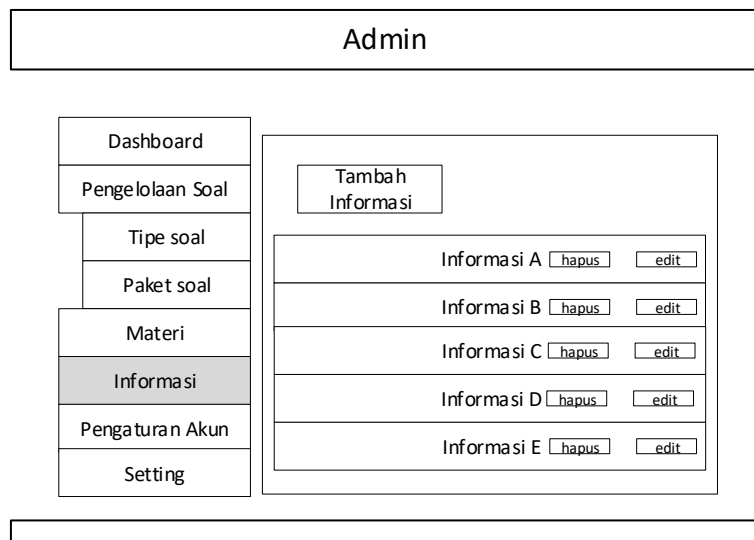 Admin
Dashboard
Pengelolaan Soal
Tipe soal
Paket soal
Materi
Informasi
Pengaturan Akun
Setting
Tambah
Informasi
Informasi A hapus edit
Informasi B hapus edit
Informasi C hapus edit
Informasi D hapus edit
Informasi E hapus edit